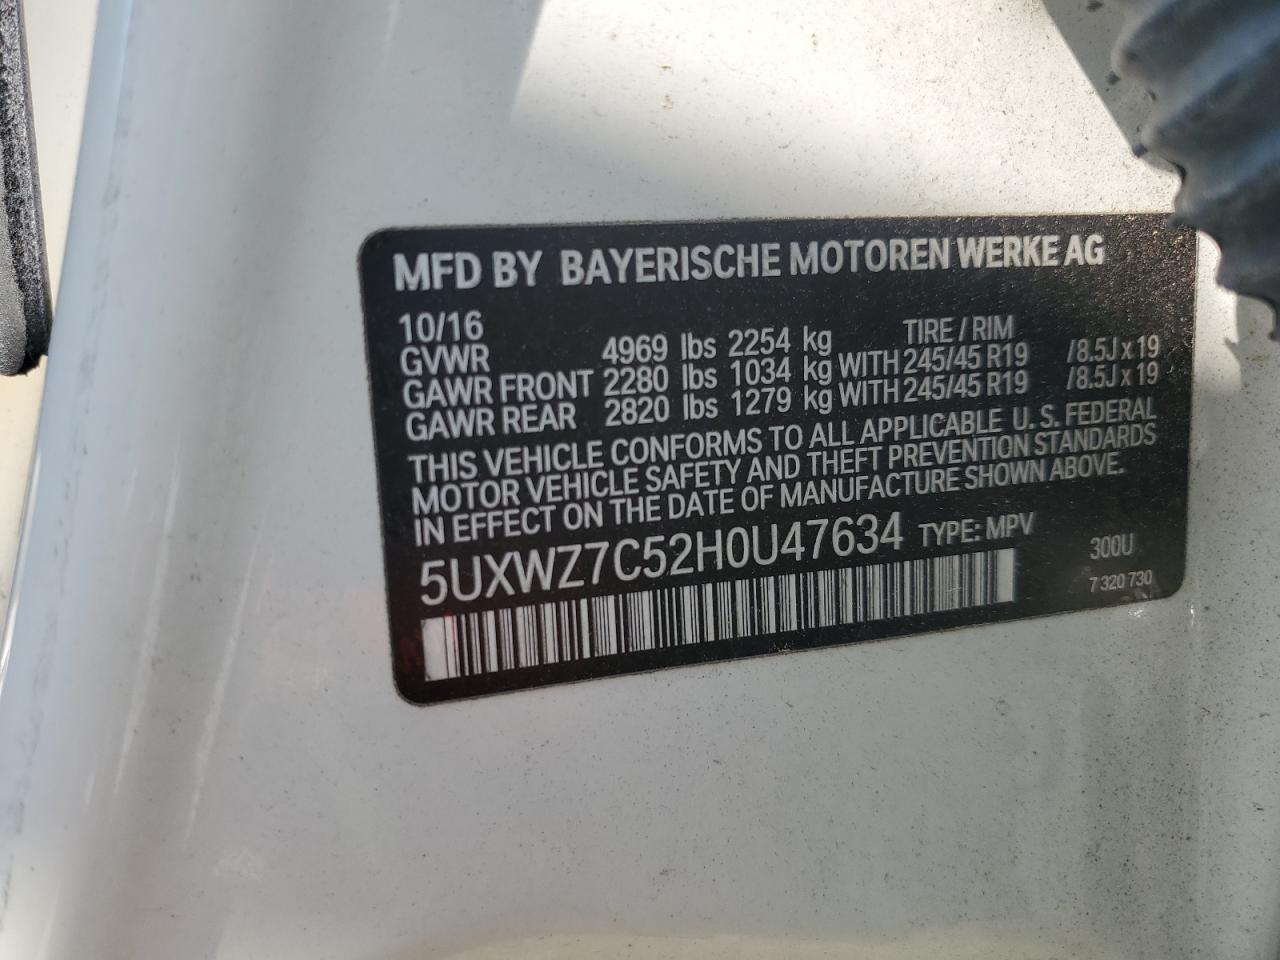 MFD BY BAYERISCHE MOTOREN WERKE AG
10/16 TIRE / RIM
GVWR 4969 lbs 2254 kg
GAWR FRONT 2280 lbs 1034 kg WITH 245/45 R19 /8.5J x 19
GAWR REAR 2820 lbs 1279 kg WITH 245/45 R19 /8.5J x 19
THIS VEHICLE CONFORMS TO ALL APPLICABLE U. S. FEDERAL
MOTOR VEHICLE SAFETY AND THEFT PREVENTION STANDARDS
IN EFFECT ON THE DATE OF MANUFACTURE SHOWN ABOVE.
5UXWZ7C52H0U47634 TYPE: MPV 300U
7 320 730